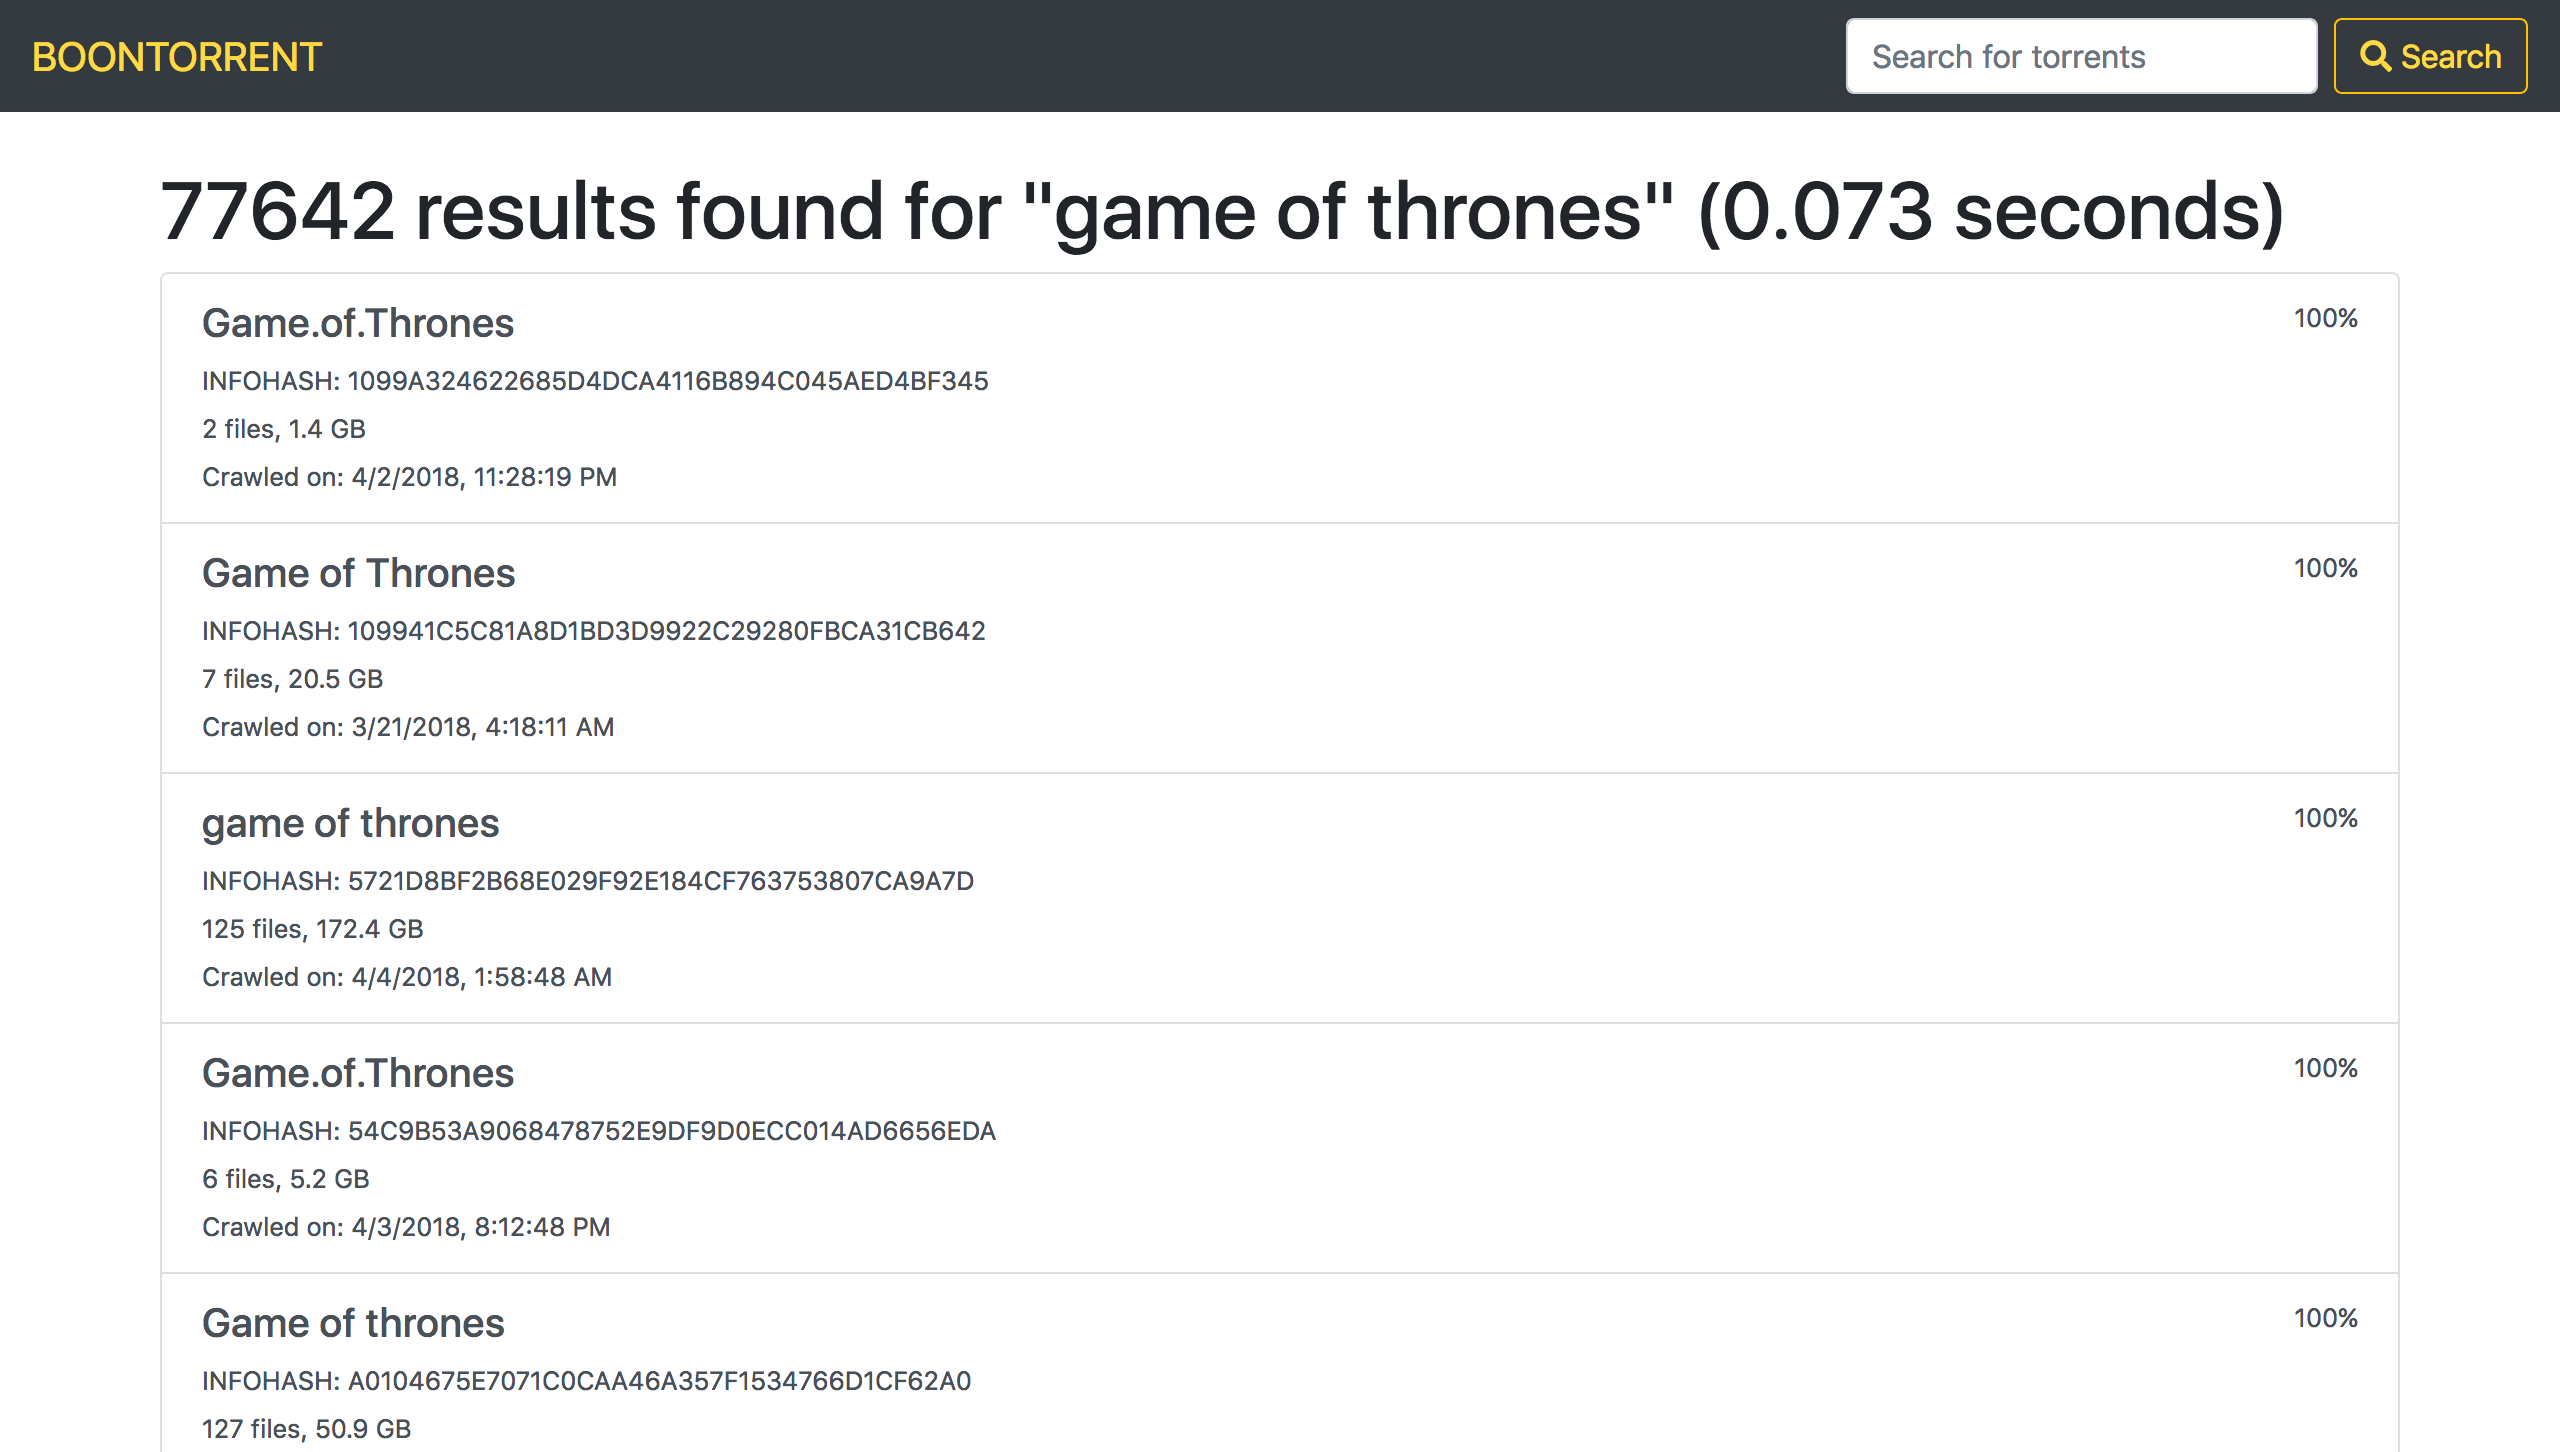 BOONTORRENT
Search for torrents
Search
77642 results found for "game of thrones" (0.073 seconds)
Game.of.Thrones
100%
INFOHASH: 1099A324622685D4DCA4116B894C045AED4BF345
2 files, 1.4 GB
Crawled on: 4/2/2018, 11:28:19 PM
Game of Thrones
100%
INFOHASH: 109941C5C81A8D1BD3D9922C29280FBCA31CB642
7 files, 20.5 GB
Crawled on: 3/21/2018, 4:18:11 AM
game of thrones
100%
INFOHASH: 5721D8BF2B68E029F92E184CF763753807CA9A7D
125 files, 172.4 GB
Crawled on: 4/4/2018, 1:58:48 AM
Game.of.Thrones
100%
INFOHASH: 54C9B53A9068478752E9DF9D0ECC014AD6656EDA
6 files, 5.2 GB
Crawled on: 4/3/2018, 8:12:48 PM
Game of thrones
100%
INFOHASH: A0104675E7071C0CAA46A357F1534766D1CF62A0
127 files, 50.9 GB